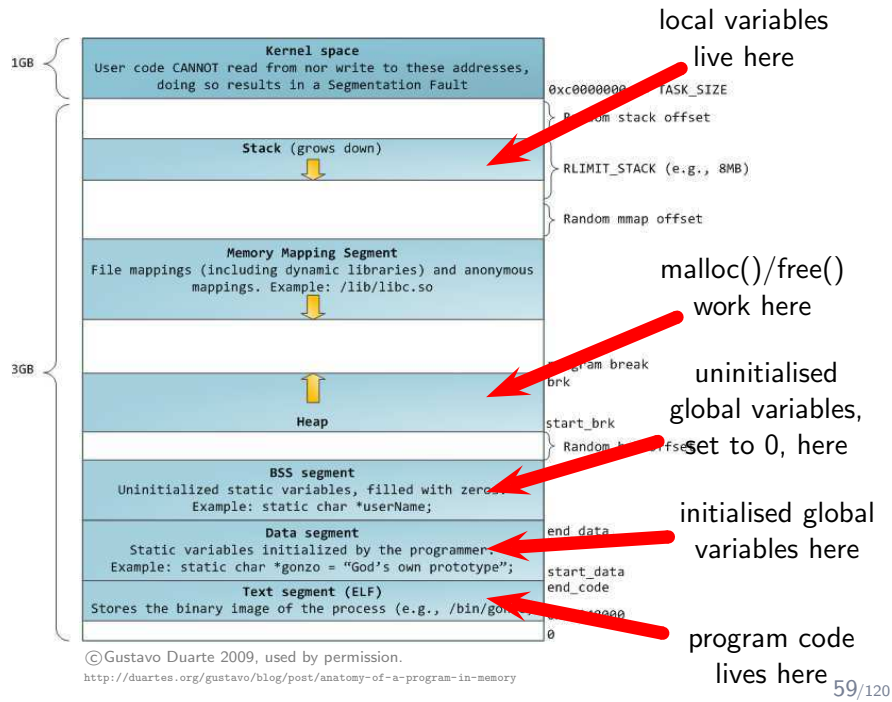 local variables
live here
1GB
Kernel space
User code CANNOT read from nor write to these addresses,
doing so results in a Segmentation Fault
0xc0000000 TASK_SIZE
Random stack offset
Stack (grows down)
RLIMIT_STACK (e.g., 8MB)
Random mmap offset
Memory Mapping Segment
File mappings (including dynamic libraries) and anonymous
mappings. Example: /lib/libc.so
malloc()/free()
work here
3GB
program break
brk
Heap
start_brk
Random offset
uninitialised
global variables,
set to 0, here
BSS segment
Uninitialized static variables, filled with zeros.
Example: static char *userName;
Data segment
Static variables initialized by the programmer.
Example: static char *gonzo = “God’s own prototype”;
end_data
start_data
initialised global
variables here
Text segment (ELF)
Stores the binary image of the process (e.g.,
end_code
0
program code
lives here
©Gustavo Duarte 2009, used by permission.
http://duartes.org/gustavo/blog/post/anatomy-of-a-program-in-memory
59/120